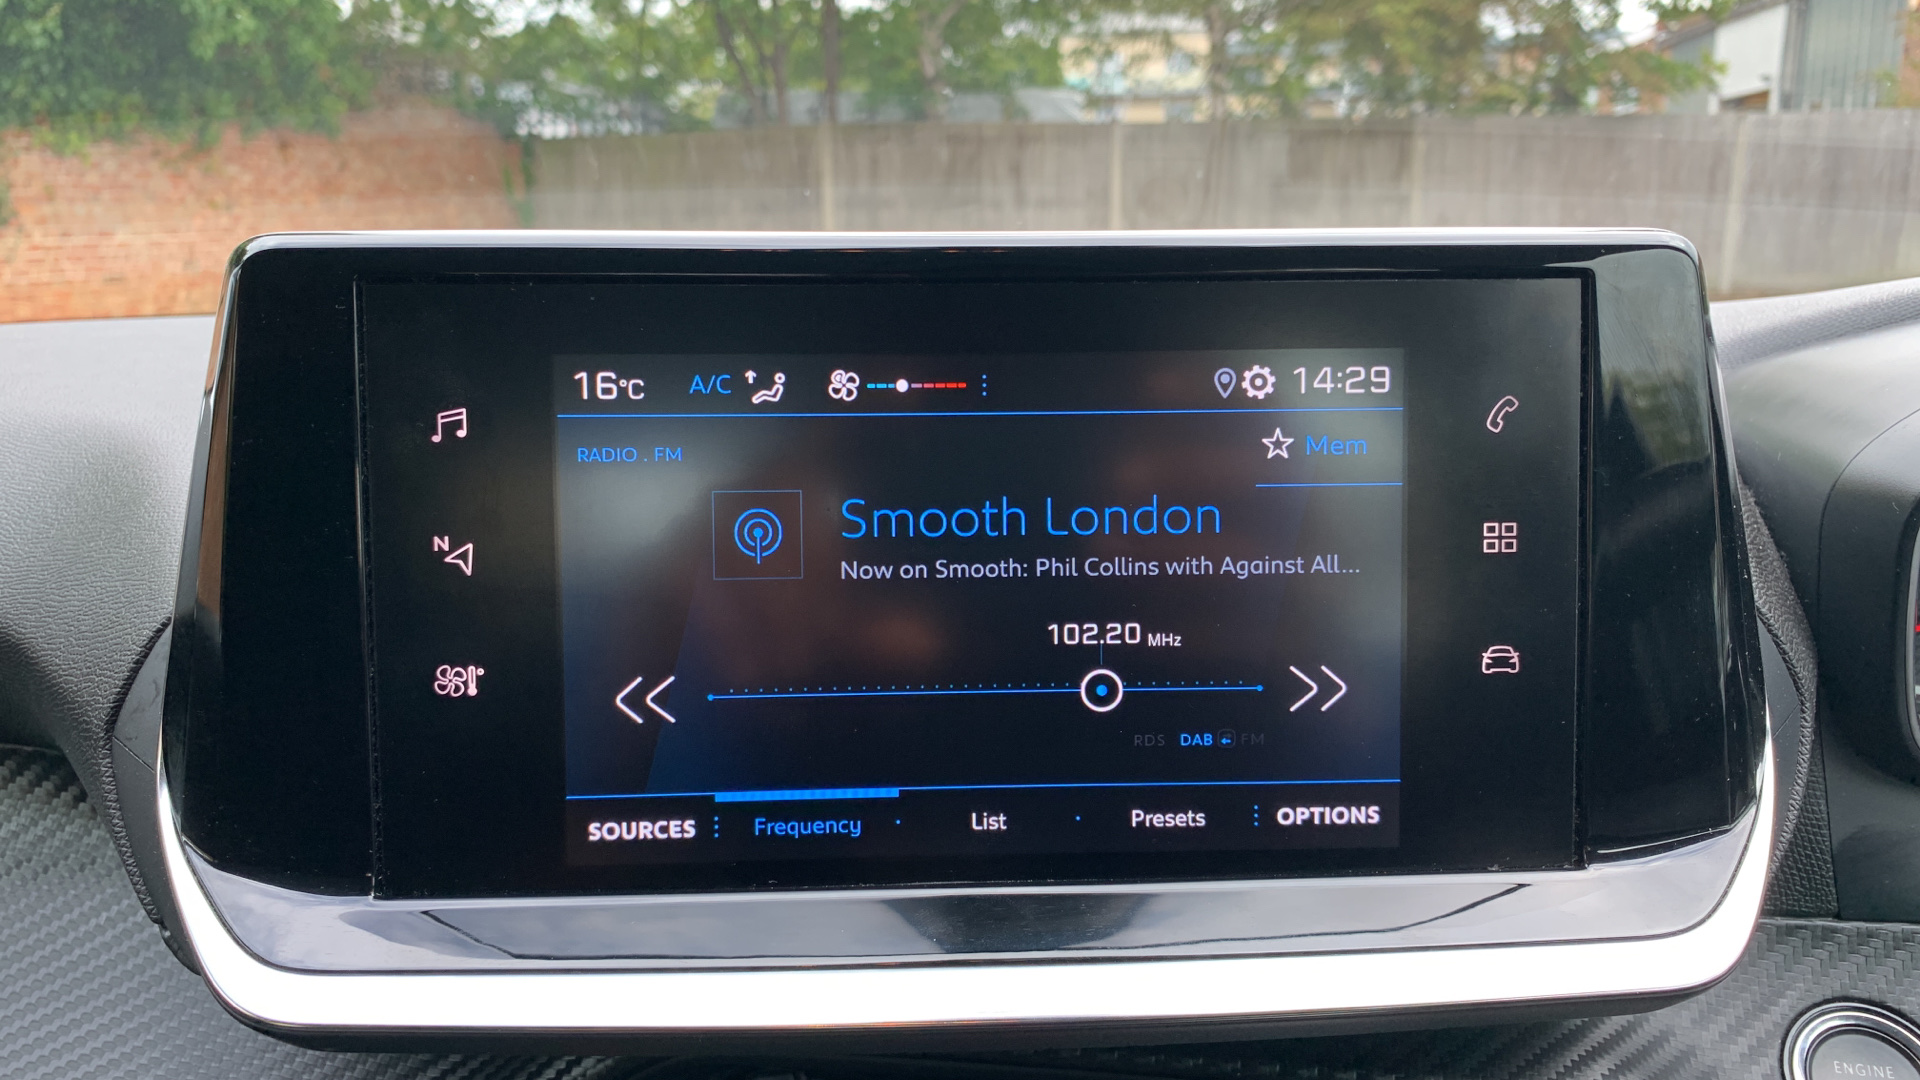 16°C A/C 14:29
RADIO . FM
Mem
Smooth London
Now on Smooth: Phil Collins with Against All...
102.20 MHz
N
RDS DAB FM
SOURCES Frequency List Presets OPTIONS
ENGINE